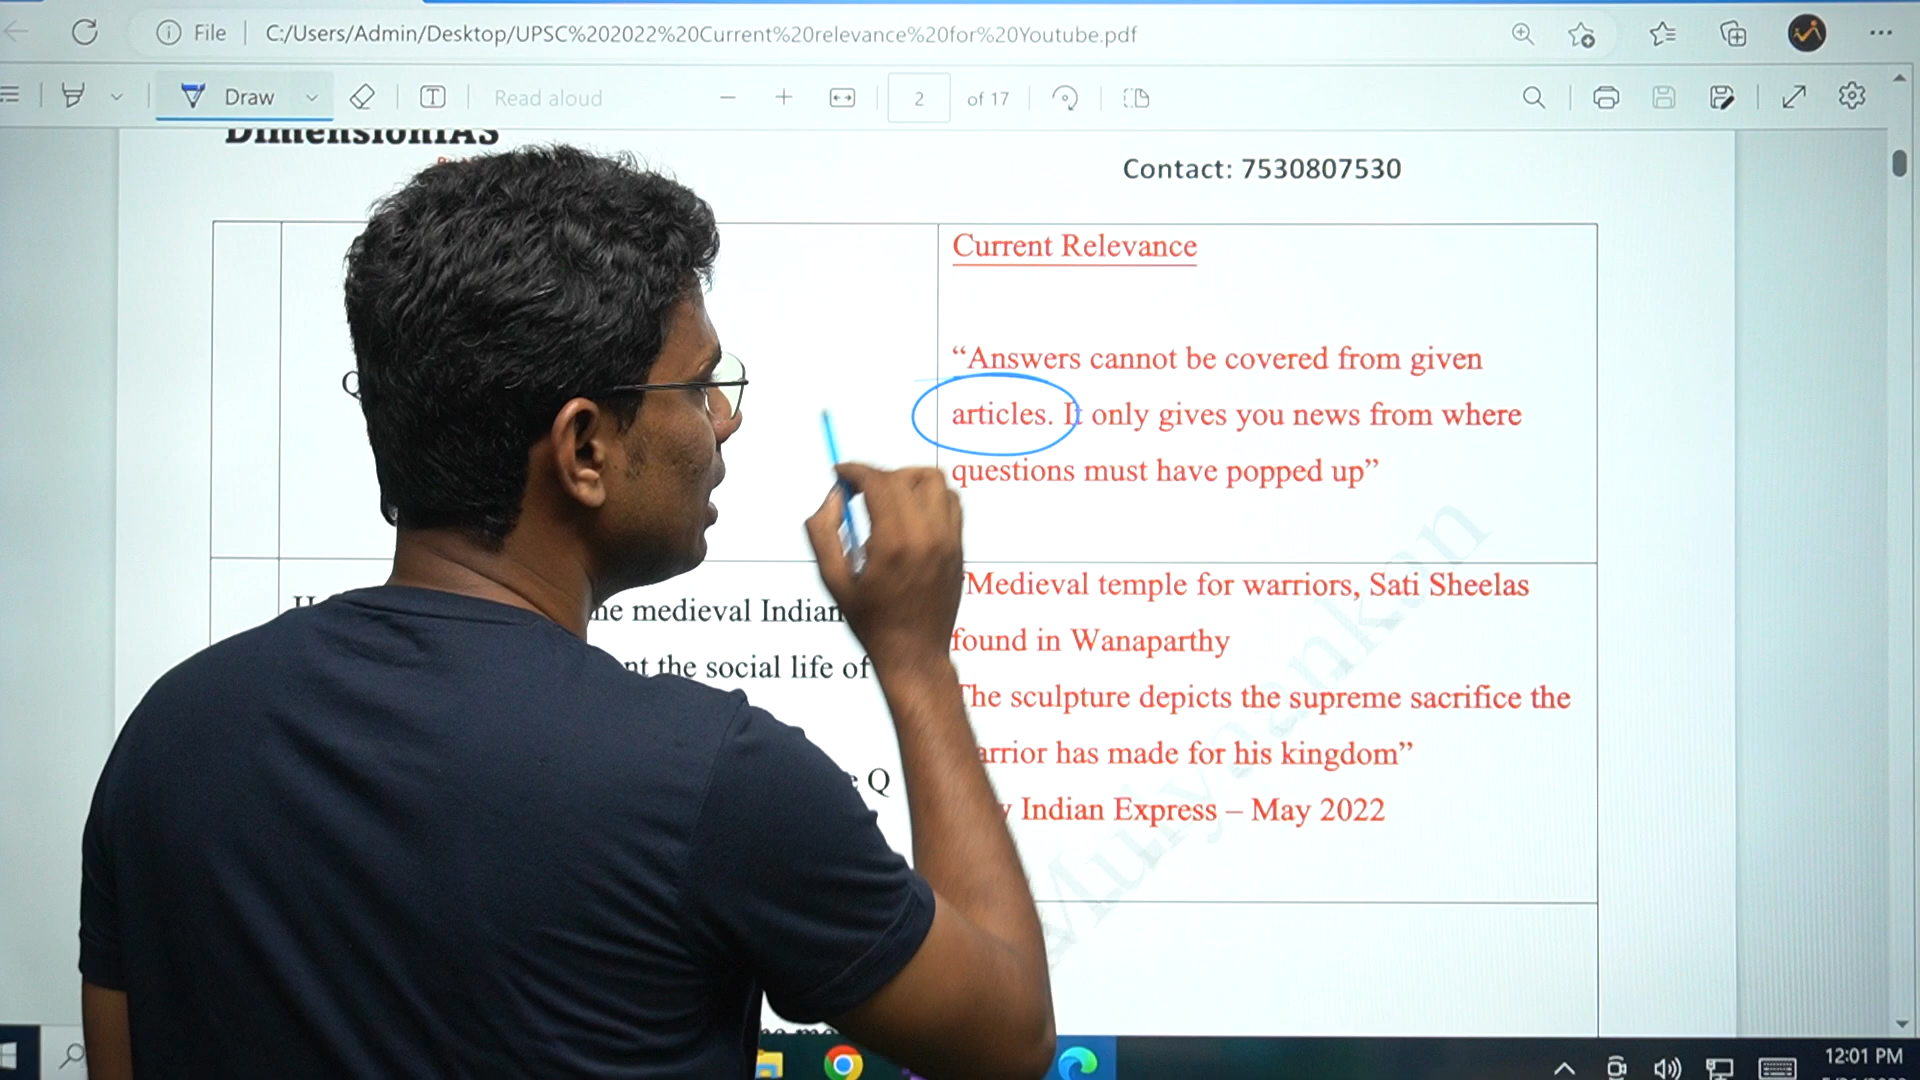 File
C:/Users/Admin/Desktop/UPSC%202022%20Current%20relevance%20for%20Youtube.pdf
Draw
Read aloud
2 of 17
DimensionIAS
Contact: 7530807530
Current Relevance
“Answers cannot be covered from given
articles. It only gives you news from where
questions must have popped up”
medieval Indian
the social life of
Q
“Medieval temple for warriors, Sati Sheelas
found in Wanaparthy
The sculpture depicts the supreme sacrifice the
has made for his kingdom”
Indian Express – May 2022
Muliyaankan
12:01 PM